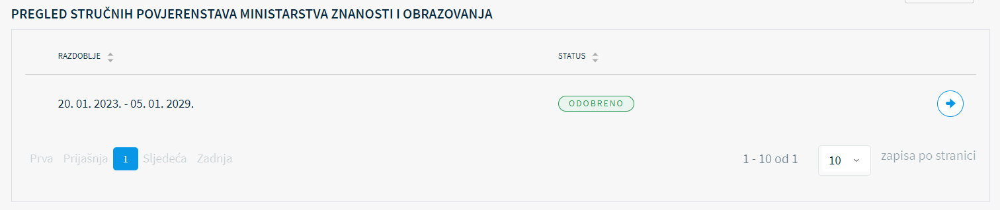 PREGLED STRUČNIH POVJERENSTAVA MINISTARSTVA ZNANOSTI I OBRAZOVANJA
RAZDOBLJE STATUS
20. 01. 2023. - 05. 01. 2029. ODOBRENO
Prva Prijašnja 1 Sljedeća Zadnja 1 - 10 od 1 10 zapisa po stranici